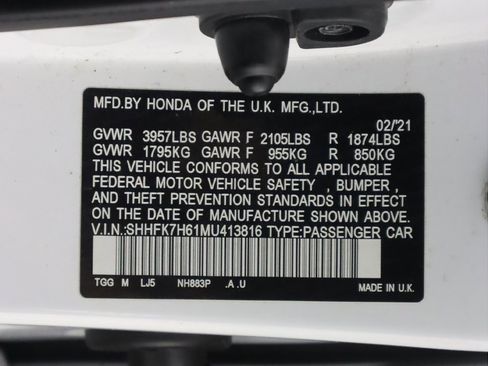 MFD.BY HONDA OF THE U.K. MFG.,LTD.
02/'21
GVWR 3957LBS GAWR F 2105LBS R 1874LBS
GVWR 1795KG GAWR F 955KG R 850KG
THIS VEHICLE CONFORMS TO ALL APPLICABLE
FEDERAL MOTOR VEHICLE SAFETY , BUMPER ,
AND THEFT PREVENTION STANDARDS IN EFFECT
ON THE DATE OF MANUFACTURE SHOWN ABOVE.
V.I.N.:SHHFK7H61MU413816 TYPE:PASSENGER CAR
TGG M LJ5 NH883P .A .U
MADE IN U.K.